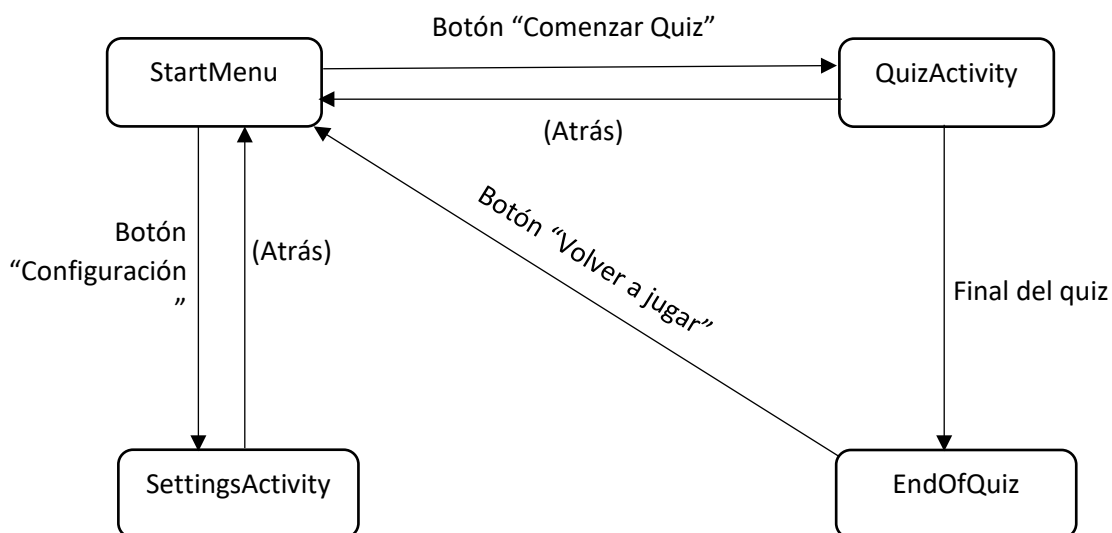 Botón “Comenzar Quiz”
StartMenu
QuizActivity
(Atrás)
Botón “Volver a jugar”
Botón
“Configuración
”
(Atrás)
Final del quiz
SettingsActivity
EndOfQuiz